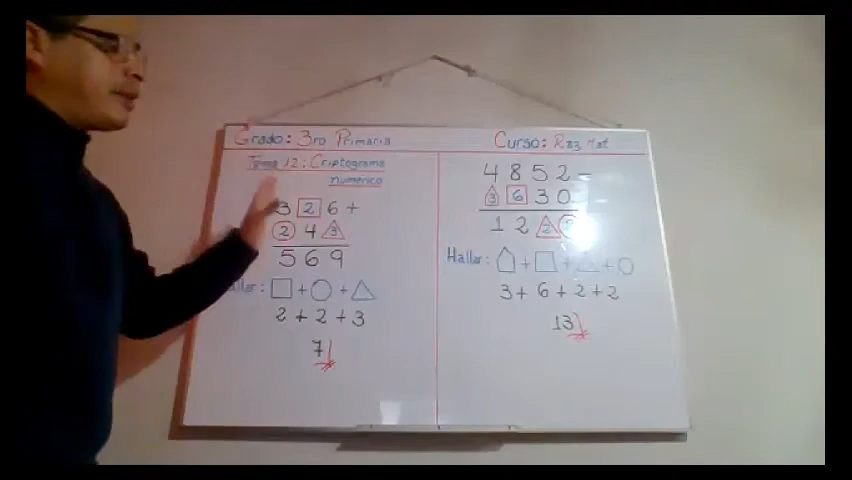 Grado: 3ro Primaria
Tema 12: Criptograma
numérico
3 2 6 +
2 4 3
5 6 9
Hallar: □ + ○ + △
2 + 2 + 3
7
Curso: Raz Mat
4 8 5 2 -
3 6 3 0
1 2 2 2
Hallar: ⌂ + □ + △ + ○
3 + 6 + 2 + 2
13